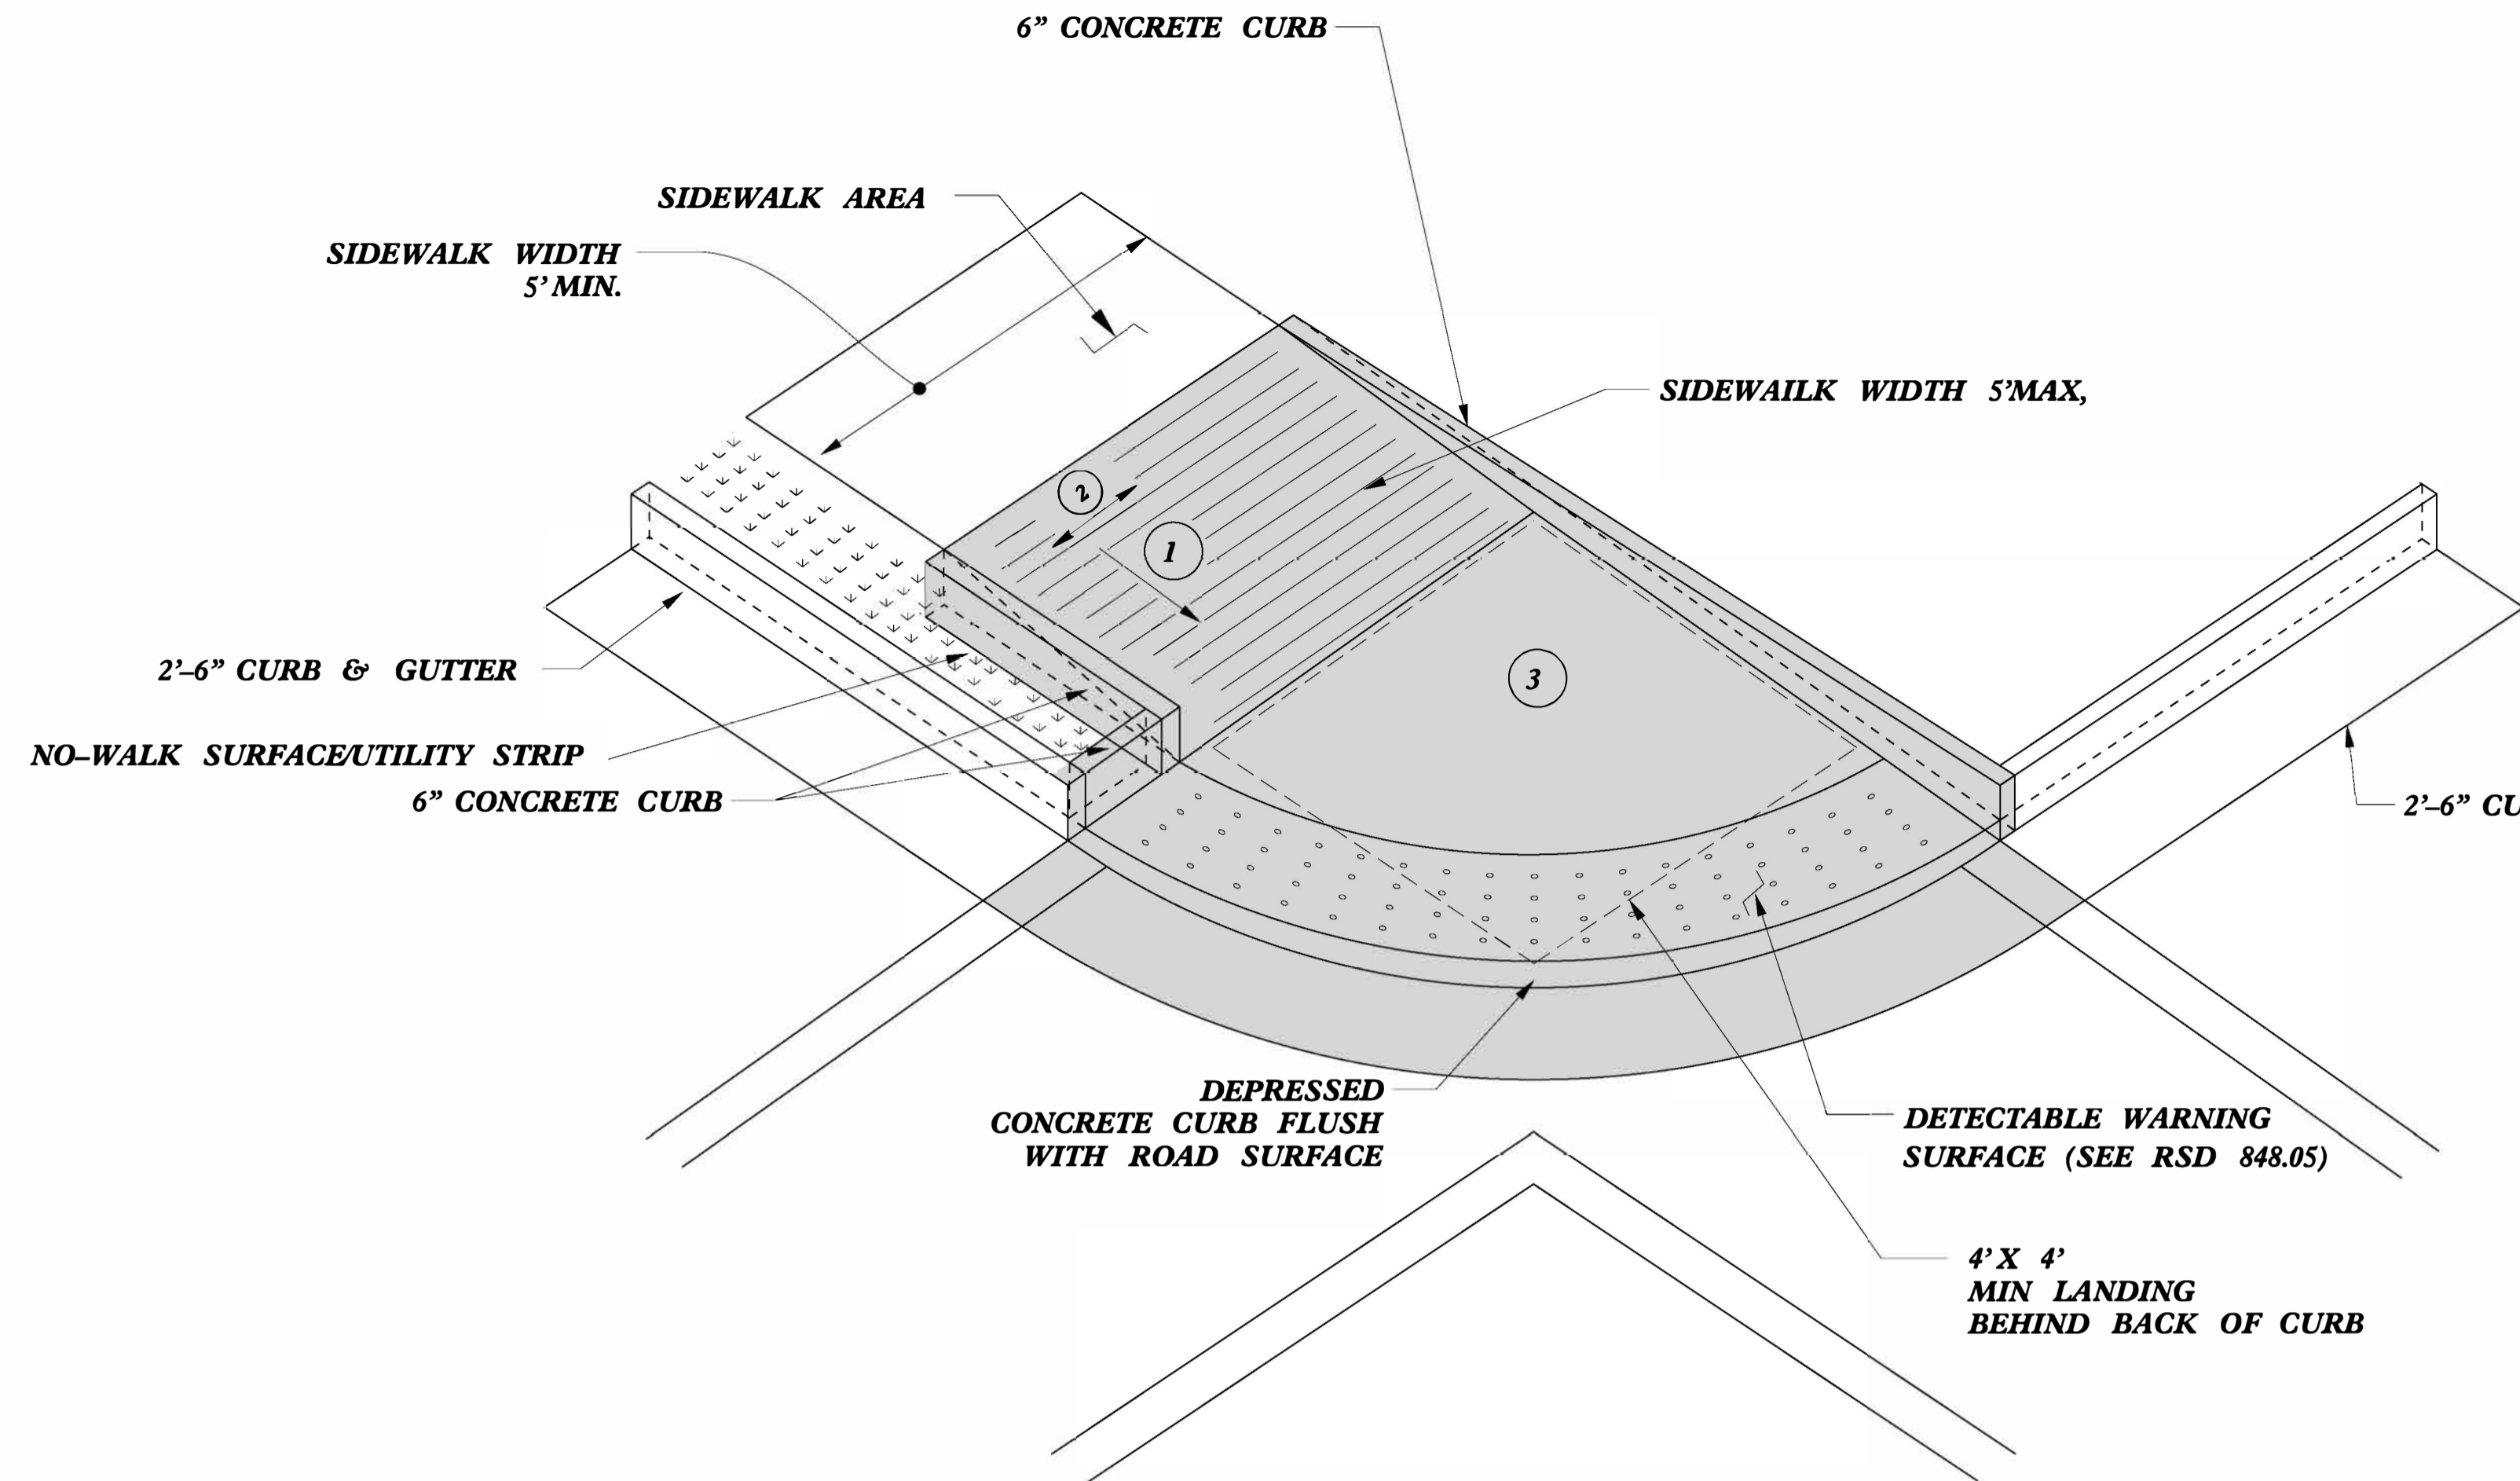 6” CONCRETE CURB
SIDEWALK AREA
SIDEWALK WIDTH
5’ MIN.
SIDEWAILK WIDTH 5’MAX,
2
1
3
2’–6” CURB & GUTTER
NO–WALK SURFACE/UTILITY STRIP
6” CONCRETE CURB
2’–6” CU
DEPRESSED
CONCRETE CURB FLUSH
WITH ROAD SURFACE
DETECTABLE WARNING
SURFACE (SEE RSD 848.05)
4’ X 4’
MIN LANDING
BEHIND BACK OF CURB